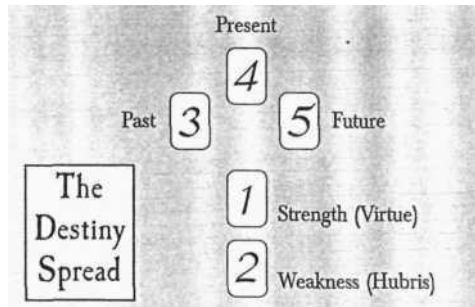 Present
4
Past 3 5 Future
1 Strength (Virtue)
2 Weakness (Hubris)
The
Destiny
Spread